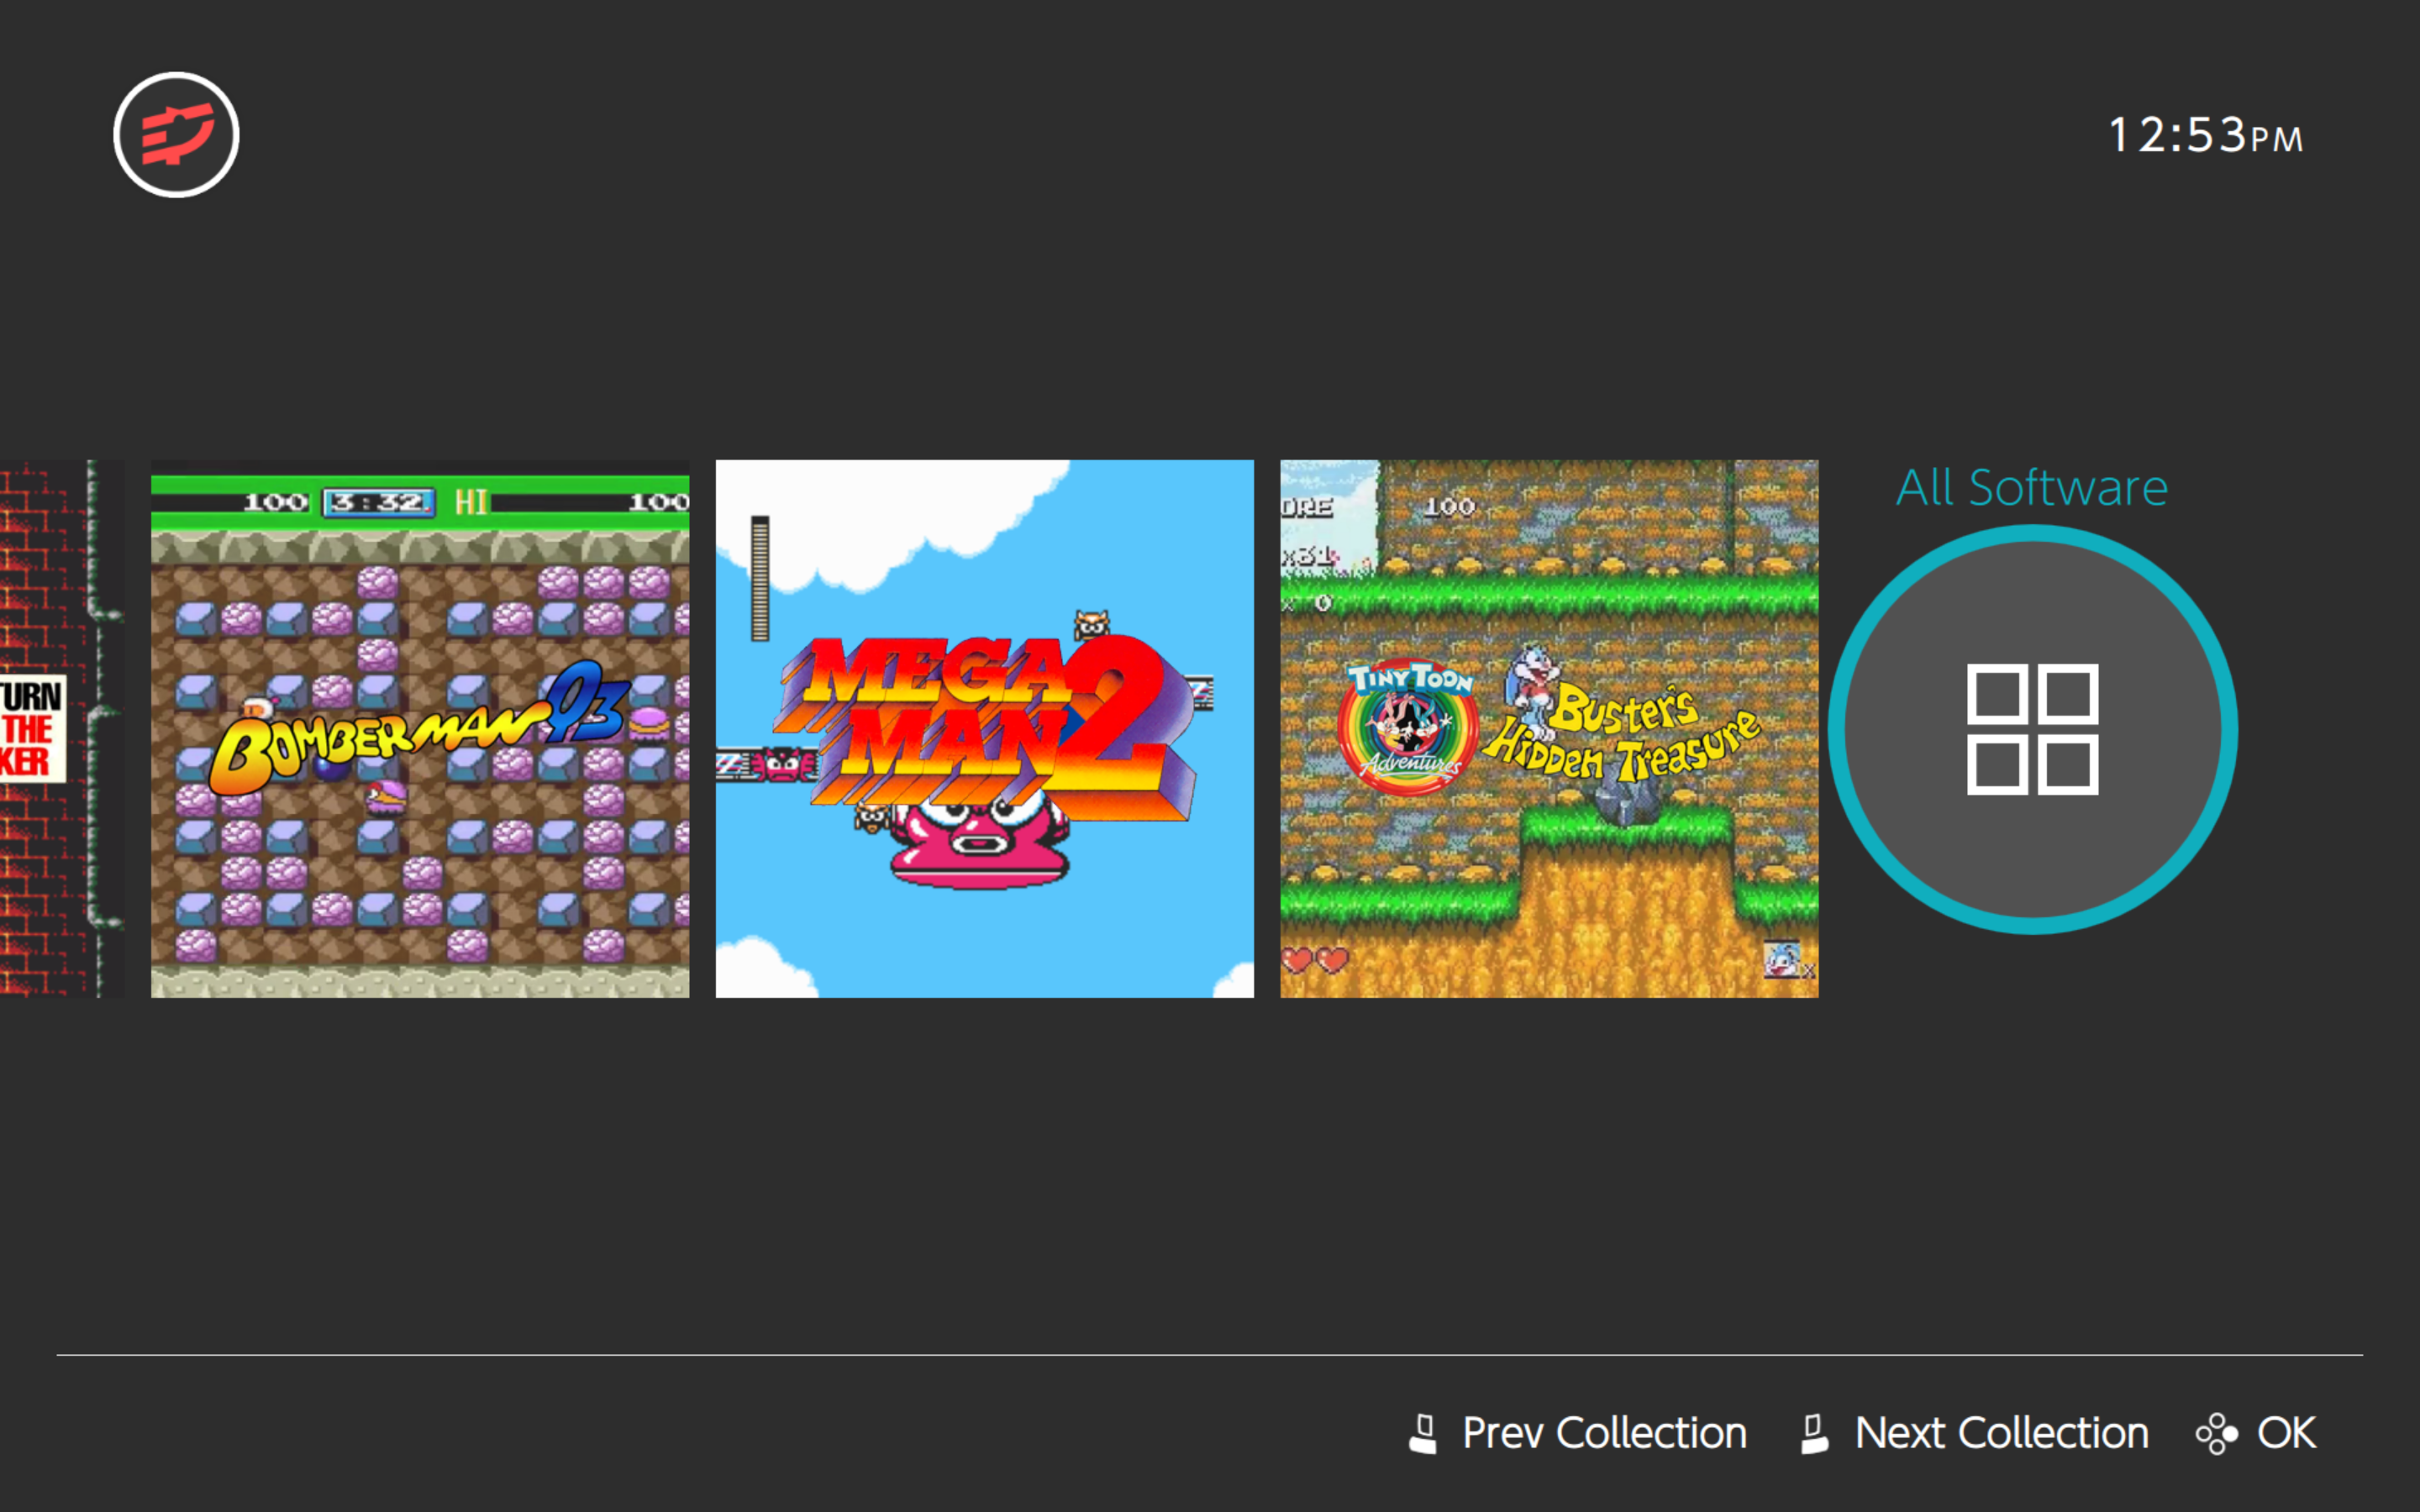 12:53PM
TURN
THE
KER
100 3:32 HI 100
BOMBERMAN 93
MEGA
MAN 2
ORE 100
x31
x 0
TINY TOON
Adventures
BUSTER'S
HIDDEN TREASURE
x
All Software
Prev Collection Next Collection OK